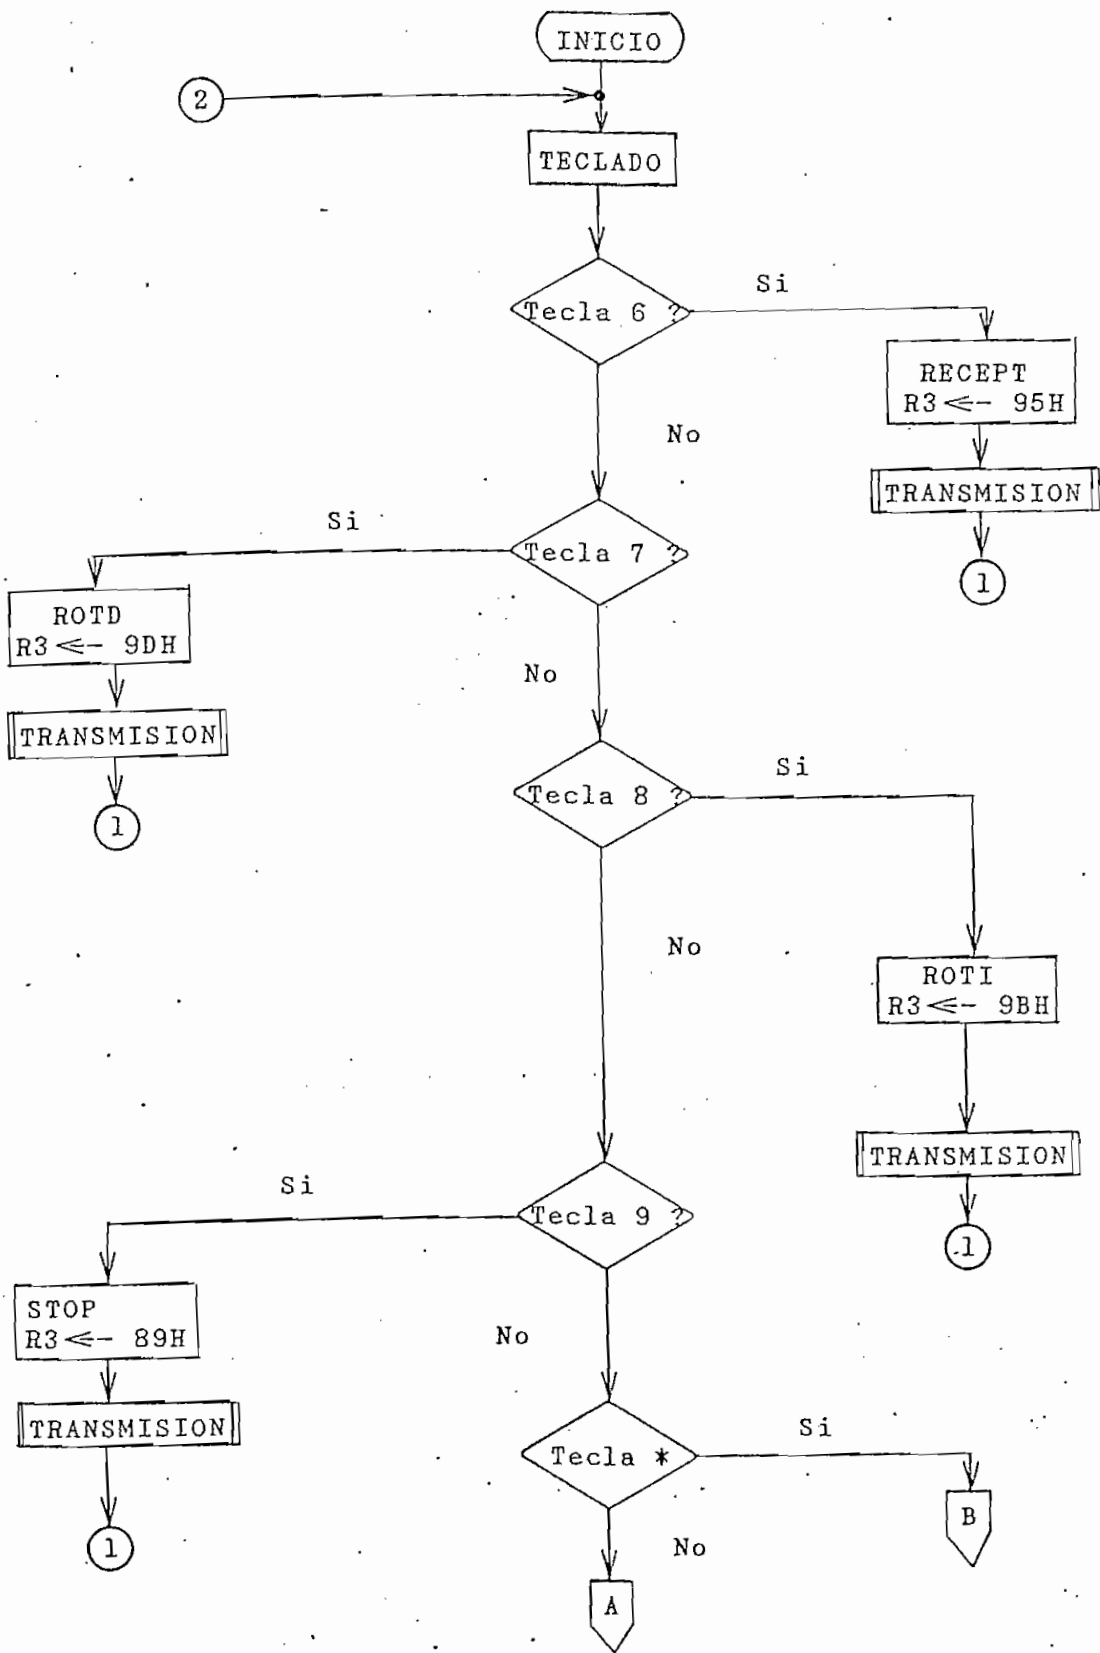 INICIO
2
TECLADO
Si
Tecla 6 ?
RECEPT
R3 <-- 95H
No
TRANSMISION
Si
Tecla 7 ?
1
ROTD
R3 <-- 9DH
No
TRANSMISION
Si
Tecla 8 ?
1
No
ROTI
R3 <-- 9BH
TRANSMISION
Si
Tecla 9 ?
1
STOP
R3 <-- 89H
No
TRANSMISION
Si
Tecla *
B
1
No
A